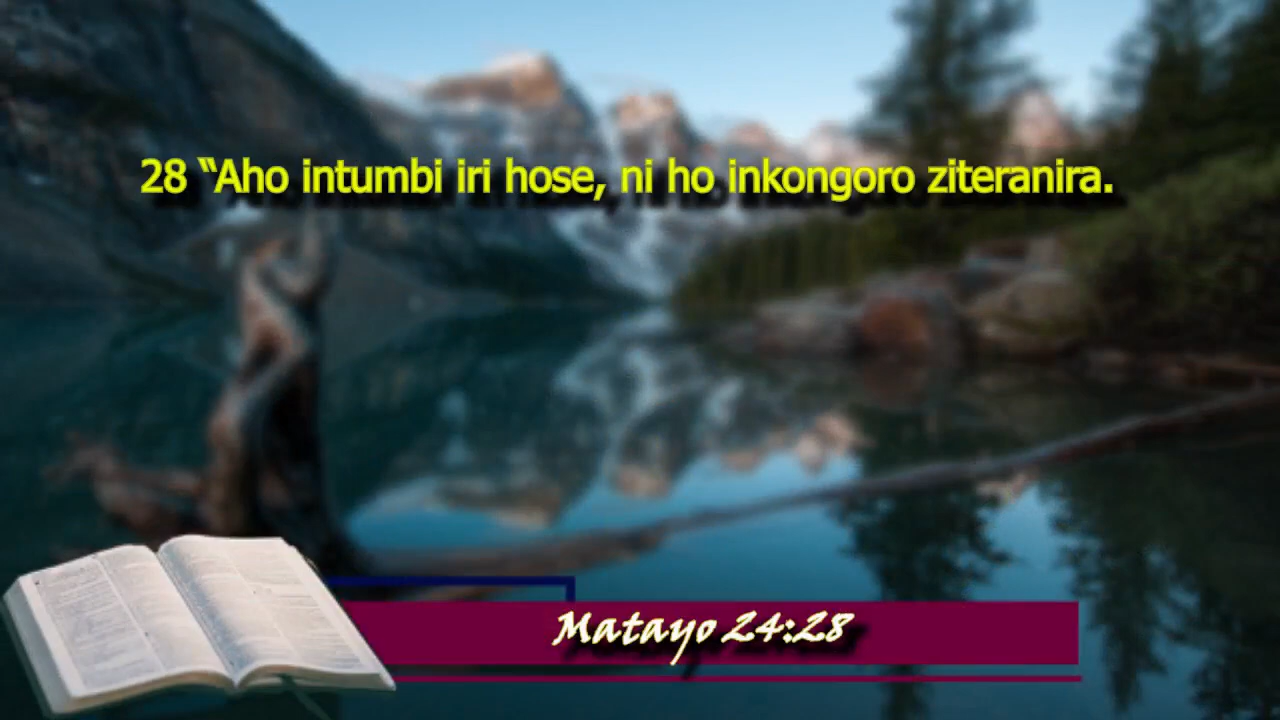 28 “Aho intumbi iri hose, ni ho inkongoro ziteranira.
Matayo 24:28